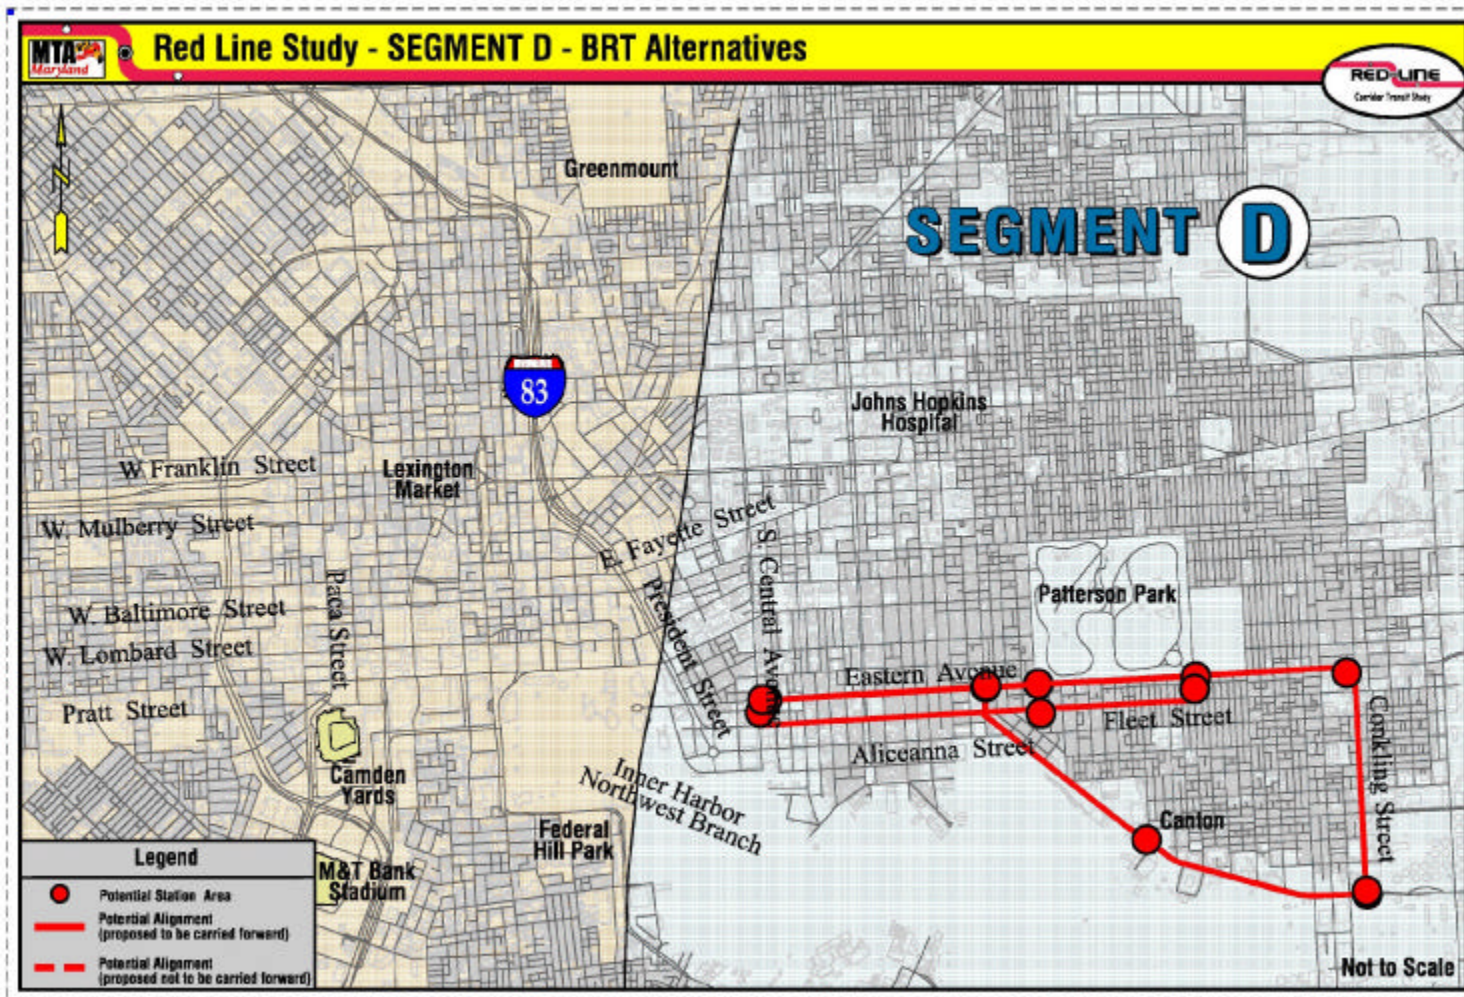 MTA
Maryland
Red Line Study - SEGMENT D - BRT Alternatives
RED LINE
Corridor Transit Study
Greenmount
SEGMENT D
83
Johns Hopkins
Hospital
W Franklin Street
Lexington
Market
W. Mulberry Street
E. Fayette Street
S. Central Avenue
Paca Street
President Street
Patterson Park
W. Baltimore Street
W. Lombard Street
Eastern Avenue
Pratt Street
Fleet Street
Aliceanna Street
Conkling Street
Camden
Yards
Inner Harbor
Northwest Branch
Canton
Federal
Hill Park
M&T Bank
Stadium
Legend
Potential Station Area
Potential Alignment
(proposed to be carried forward)
Potential Alignment
(proposed not to be carried forward)
Not to Scale